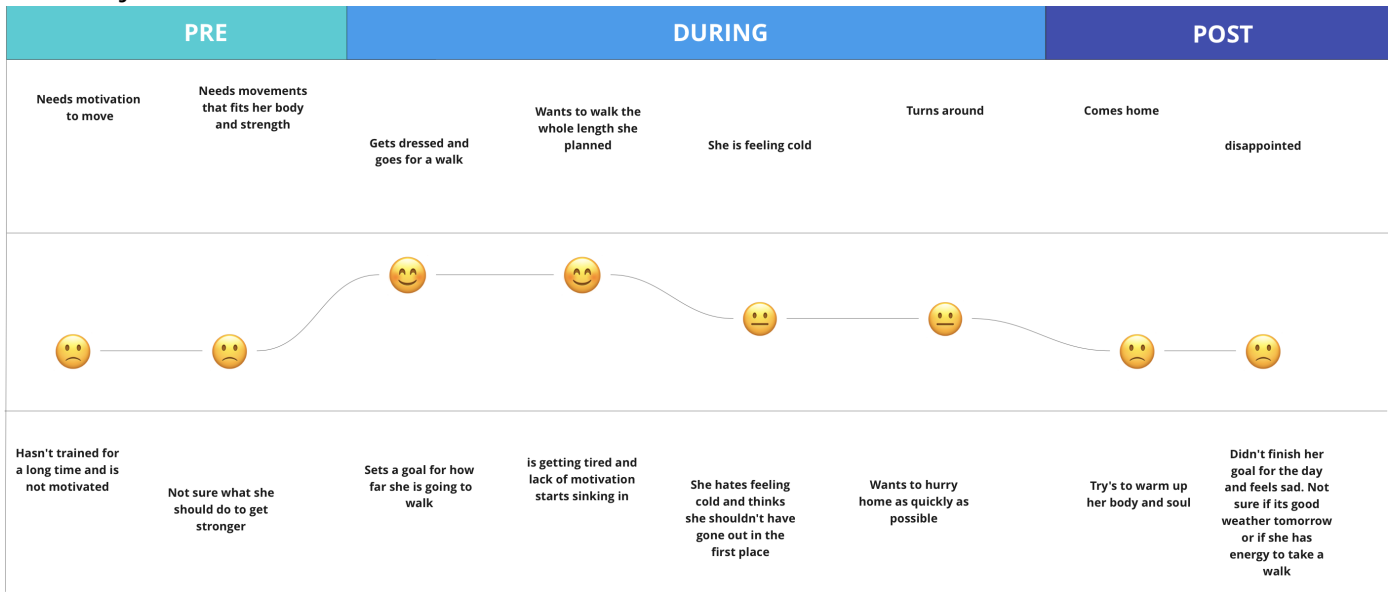 PRE
DURING
POST
Needs motivation
to move
Needs movements
that fits her body
and strength
Gets dressed and
goes for a walk
Wants to walk the
whole length she
planned
She is feeling cold
Turns around
Comes home
disappointed
Hasn't trained for
a long time and is
not motivated
Not sure what she
should do to get
stronger
Sets a goal for how
far she is going to
walk
is getting tired and
lack of motivation
starts sinking in
She hates feeling
cold and thinks
she shouldn't have
gone out in the
first place
Wants to hurry
home as quickly as
possible
Try's to warm up
her body and soul
Didn't finish her
goal for the day
and feels sad. Not
sure if its good
weather tomorrow
or if she has
energy to take a
walk